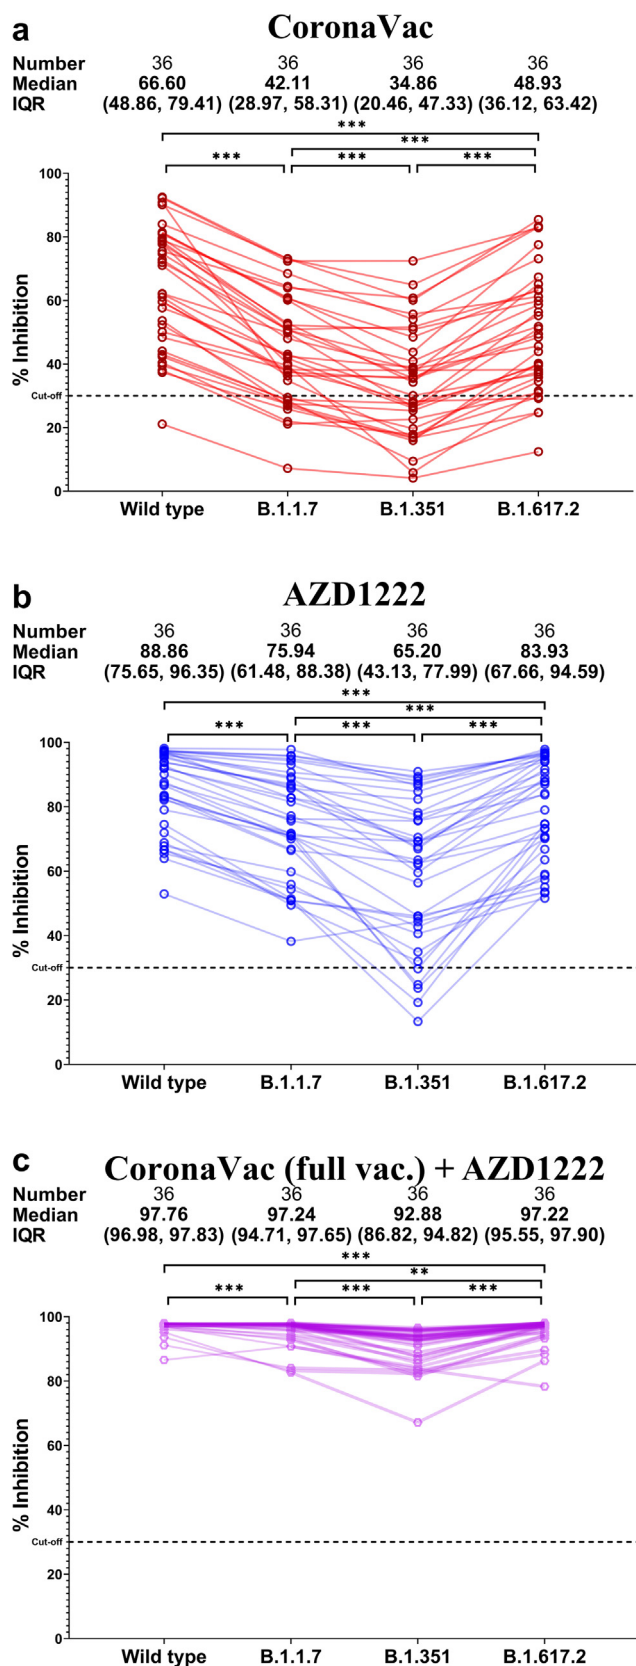 a CoronaVac
Number 36 36 36 36
Median 66.60 42.11 34.86 48.93
IQR (48.86, 79.41) (28.97, 58.31) (20.46, 47.33) (36.12, 63.42)
***
***
*** *** ***
100
80
60
40
Cut-off
20
0
% Inhibition
Wild type B.1.1.7 B.1.351 B.1.617.2
b AZD1222
Number 36 36 36 36
Median 88.86 75.94 65.20 83.93
IQR (75.65, 96.35) (61.48, 88.38) (43.13, 77.99) (67.66, 94.59)
***
***
*** *** ***
100
80
60
40
Cut-off
20
0
% Inhibition
Wild type B.1.1.7 B.1.351 B.1.617.2
c CoronaVac (full vac.) + AZD1222
Number 36 36 36 36
Median 97.76 97.24 92.88 97.22
IQR (96.98, 97.83) (94.71, 97.65) (86.82, 94.82) (95.55, 97.90)
***
**
*** *** ***
100
80
60
40
Cut-off
20
0
% Inhibition
Wild type B.1.1.7 B.1.351 B.1.617.2